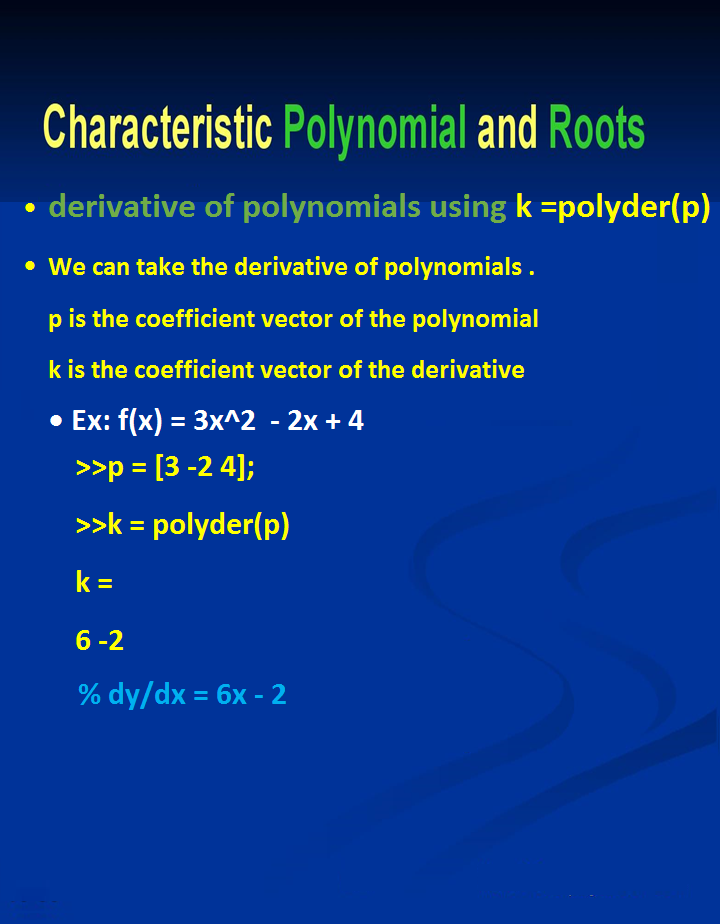 Characteristic Polynomial and Roots
• derivative of polynomials using k =polyder(p)
• We can take the derivative of polynomials .
p is the coefficient vector of the polynomial
k is the coefficient vector of the derivative
• Ex: f(x) = 3x^2 - 2x + 4
>>p = [3 -2 4];
>>k = polyder(p)
k =
6 -2
% dy/dx = 6x - 2